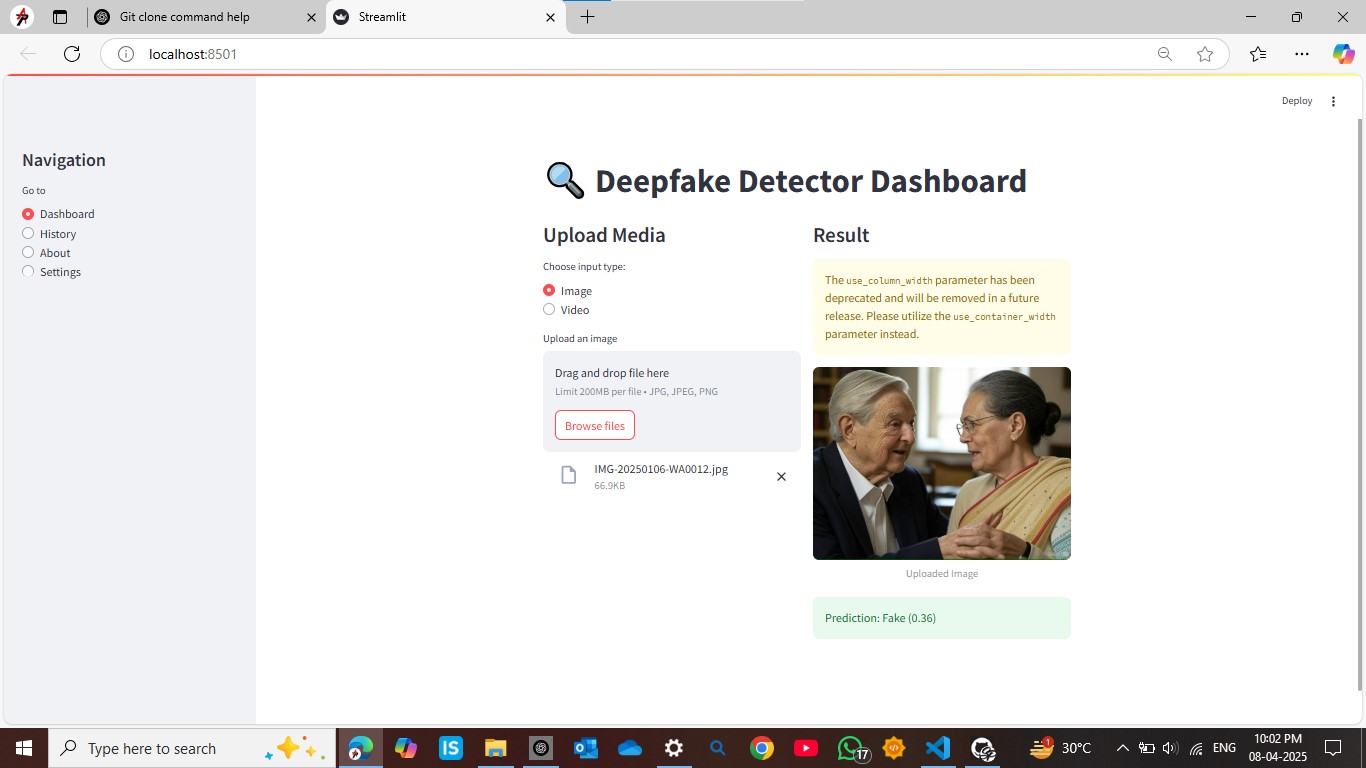 Git clone command help
Streamlit
localhost:8501
Deploy
Navigation
Go to
Dashboard
History
About
Settings
Deepfake Detector Dashboard
Upload Media
Choose input type:
Image
Video
Upload an image
Drag and drop file here
Limit 200MB per file • JPG, JPEG, PNG
Browse files
IMG-20250106-WA0012.jpg
66.9KB
Result
The use_column_width parameter has been
deprecated and will be removed in a future
release. Please utilize the use_container_width
parameter instead.
Uploaded Image
Prediction: Fake (0.36)
Type here to search
IS
17
1
30°C
ENG
10:02 PM
08-04-2025